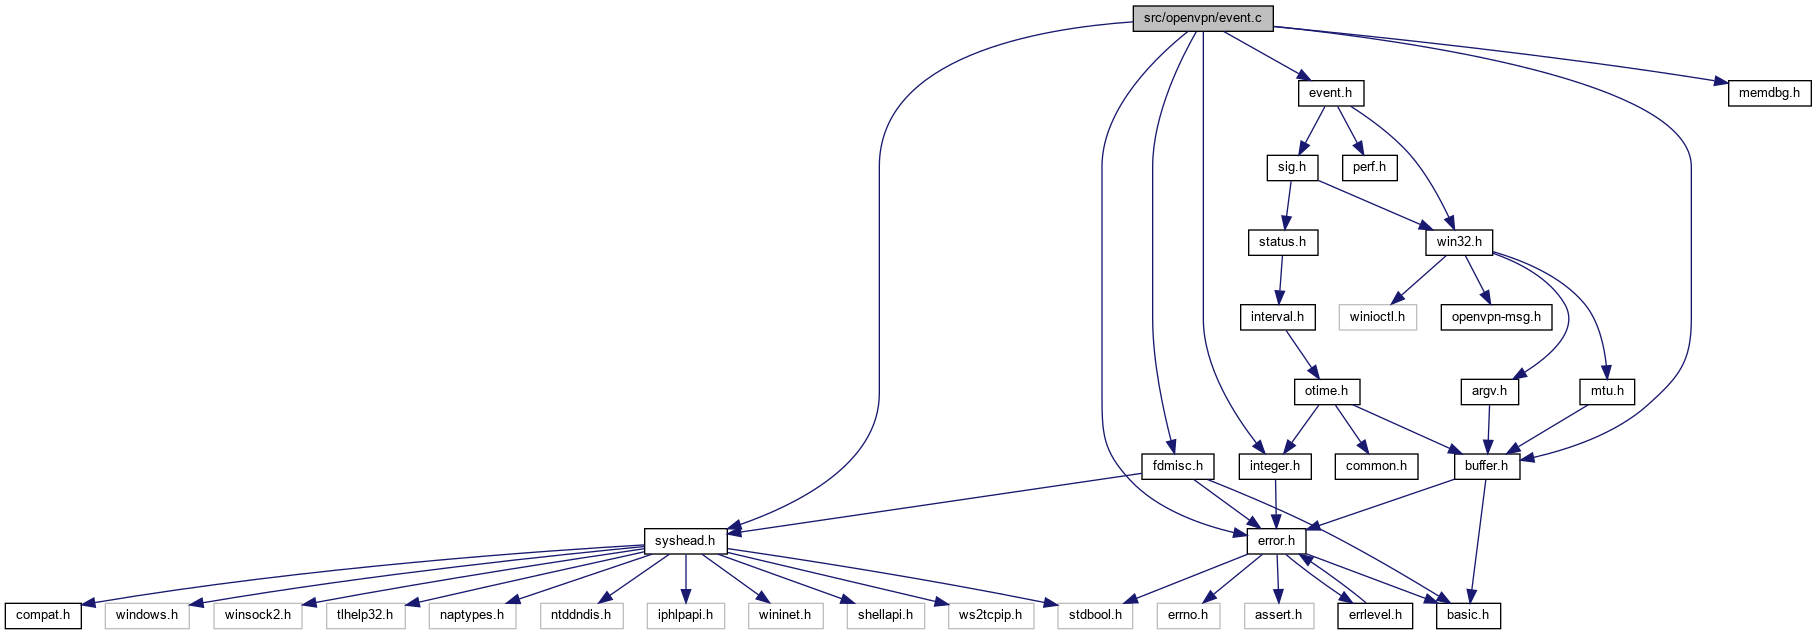 src/openvpn/event.c
event.h
memdbg.h
sig.h
perf.h
status.h
win32.h
interval.h
winioctl.h
openvpn-msg.h
otime.h
argv.h
mtu.h
fdmisc.h
integer.h
common.h
buffer.h
syshead.h
error.h
compat.h
windows.h
winsock2.h
tlhelp32.h
naptypes.h
ntddndis.h
iphlpapi.h
wininet.h
shellapi.h
ws2tcpip.h
stdbool.h
errno.h
assert.h
errlevel.h
basic.h